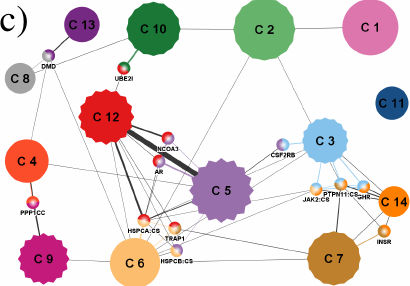 c)
C 13
C 10
C 2
C 1
DMD
C 8
UBE2I
C 11
C 12
NCOA3
C 3
CSF2RB
AR
C 4
C 5
JAK2:CS
PTPN11:CS
GHR
C 14
PPP1CC
HSPCA:CS
TRAP1
INSR
C 9
C 6
HSPCB:CS
C 7